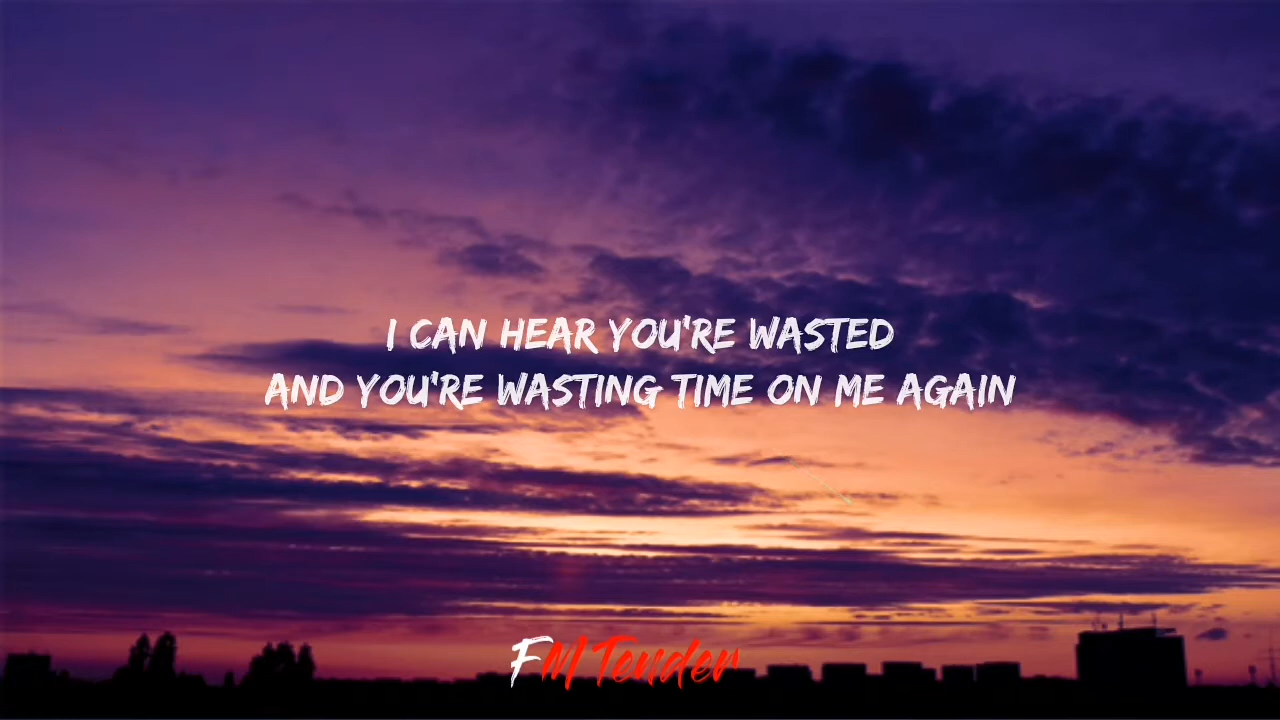 I CAN HEAR YOU'RE WASTED
AND YOU'RE WASTING TIME ON ME AGAIN
FM Tender